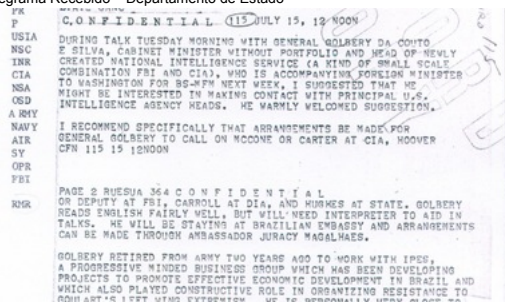 Telegrama Recebido - Departamento de Estado
FR
P
USIA
NSC
INR
CIA
NSA
OSD
ARMY
NAVY
AIR
SY
OPR
FBI
RMR
C O N F I D E N T I A L (115) JULY 15, 12 NOON
DURING TALK TUESDAY MORNING WITH GENERAL GOLBERY DA COUTO
E SILVA, CABINET MINISTER WITHOUT PORTFOLIO AND HEAD OF NEWLY
CREATED NATIONAL INTELLIGENCE SERVICE (A KIND OF SMALL SCALE
COMBINATION FBI AND CIA), WHO IS ACCOMPANYING FOREIGN MINISTER
TO WASHINGTON FOR BS-MFM NEXT WEEK, I SUGGESTED THAT HE
MIGHT BE INTERESTED IN MAKING CONTACT WITH PRINCIPAL U.S.
INTELLIGENCE AGENCY HEADS. HE WARMLY WELCOMED SUGGESTION.
I RECOMMEND SPECIFICALLY THAT ARRANGEMENTS BE MADE FOR
GENERAL GOLBERY TO CALL ON MCCONE OR CARTER AT CIA, HOOVER
CFN 115 15 12NOON
PAGE 2 RUESUA 364 C O N F I D E N T I A L
OR DEPUTY AT FBI, CARROLL AT DIA, AND HUGHES AT STATE. GOLBERY
READS ENGLISH FAIRLY WELL, BUT WILL NEED INTERPRETER TO AID IN
TALKS. HE WILL BE STAYING AT BRAZILIAN EMBASSY AND ARRANGEMENTS
CAN BE MADE THROUGH AMBASSADOR JURACY MAGALHAES.
GOLBERY RETIRED FROM ARMY TWO YEARS AGO TO WORK WITH IPES,
A PROGRESSIVE MINDED BUSINESS GROUP WHICH HAS BEEN DEVELOPING
PROJECTS TO PROMOTE EFFECTIVE ECONOMIC DEVELOPMENT IN BRAZIL AND
WHICH ALSO PLAYED CONSTRUCTIVE ROLE IN ORGANIZING RESISTANCE TO
GOULART'S LEFT WING EXTREMISM. HE IS PERSONALLY VERY CLOSE